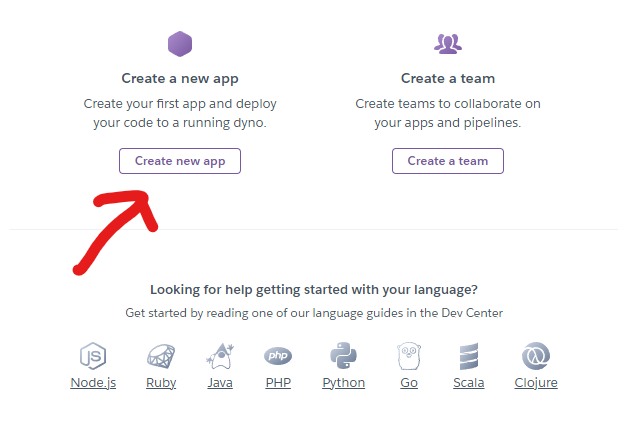 Create a new app
Create your first app and deploy
your code to a running dyno.
Create new app
Create a team
Create teams to collaborate on
your apps and pipelines.
Create a team
Looking for help getting started with your language?
Get started by reading one of our language guides in the Dev Center
JS
php
Node.js Ruby Java PHP Python Go Scala Clojure